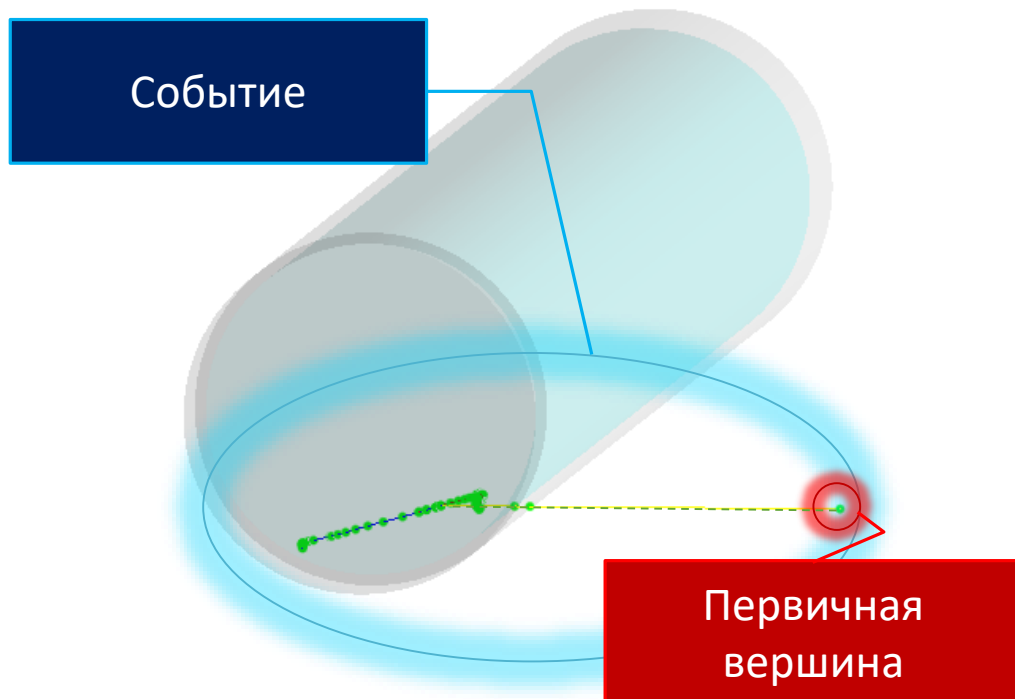 Событие
Первичная
вершина